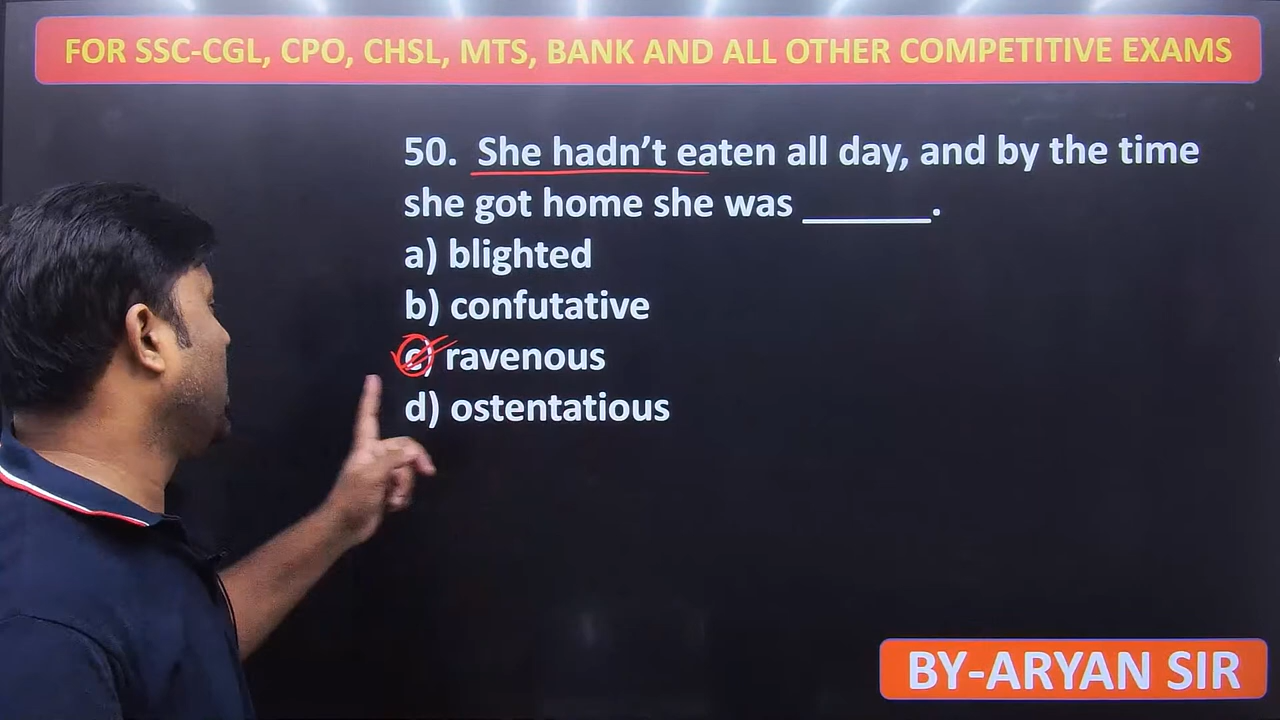 FOR SSC-CGL, CPO, CHSL, MTS, BANK AND ALL OTHER COMPETITIVE EXAMS
50. She hadn’t eaten all day, and by the time
she got home she was ______.
a) blighted
b) confutative
c) ravenous
d) ostentatious
BY-ARYAN SIR